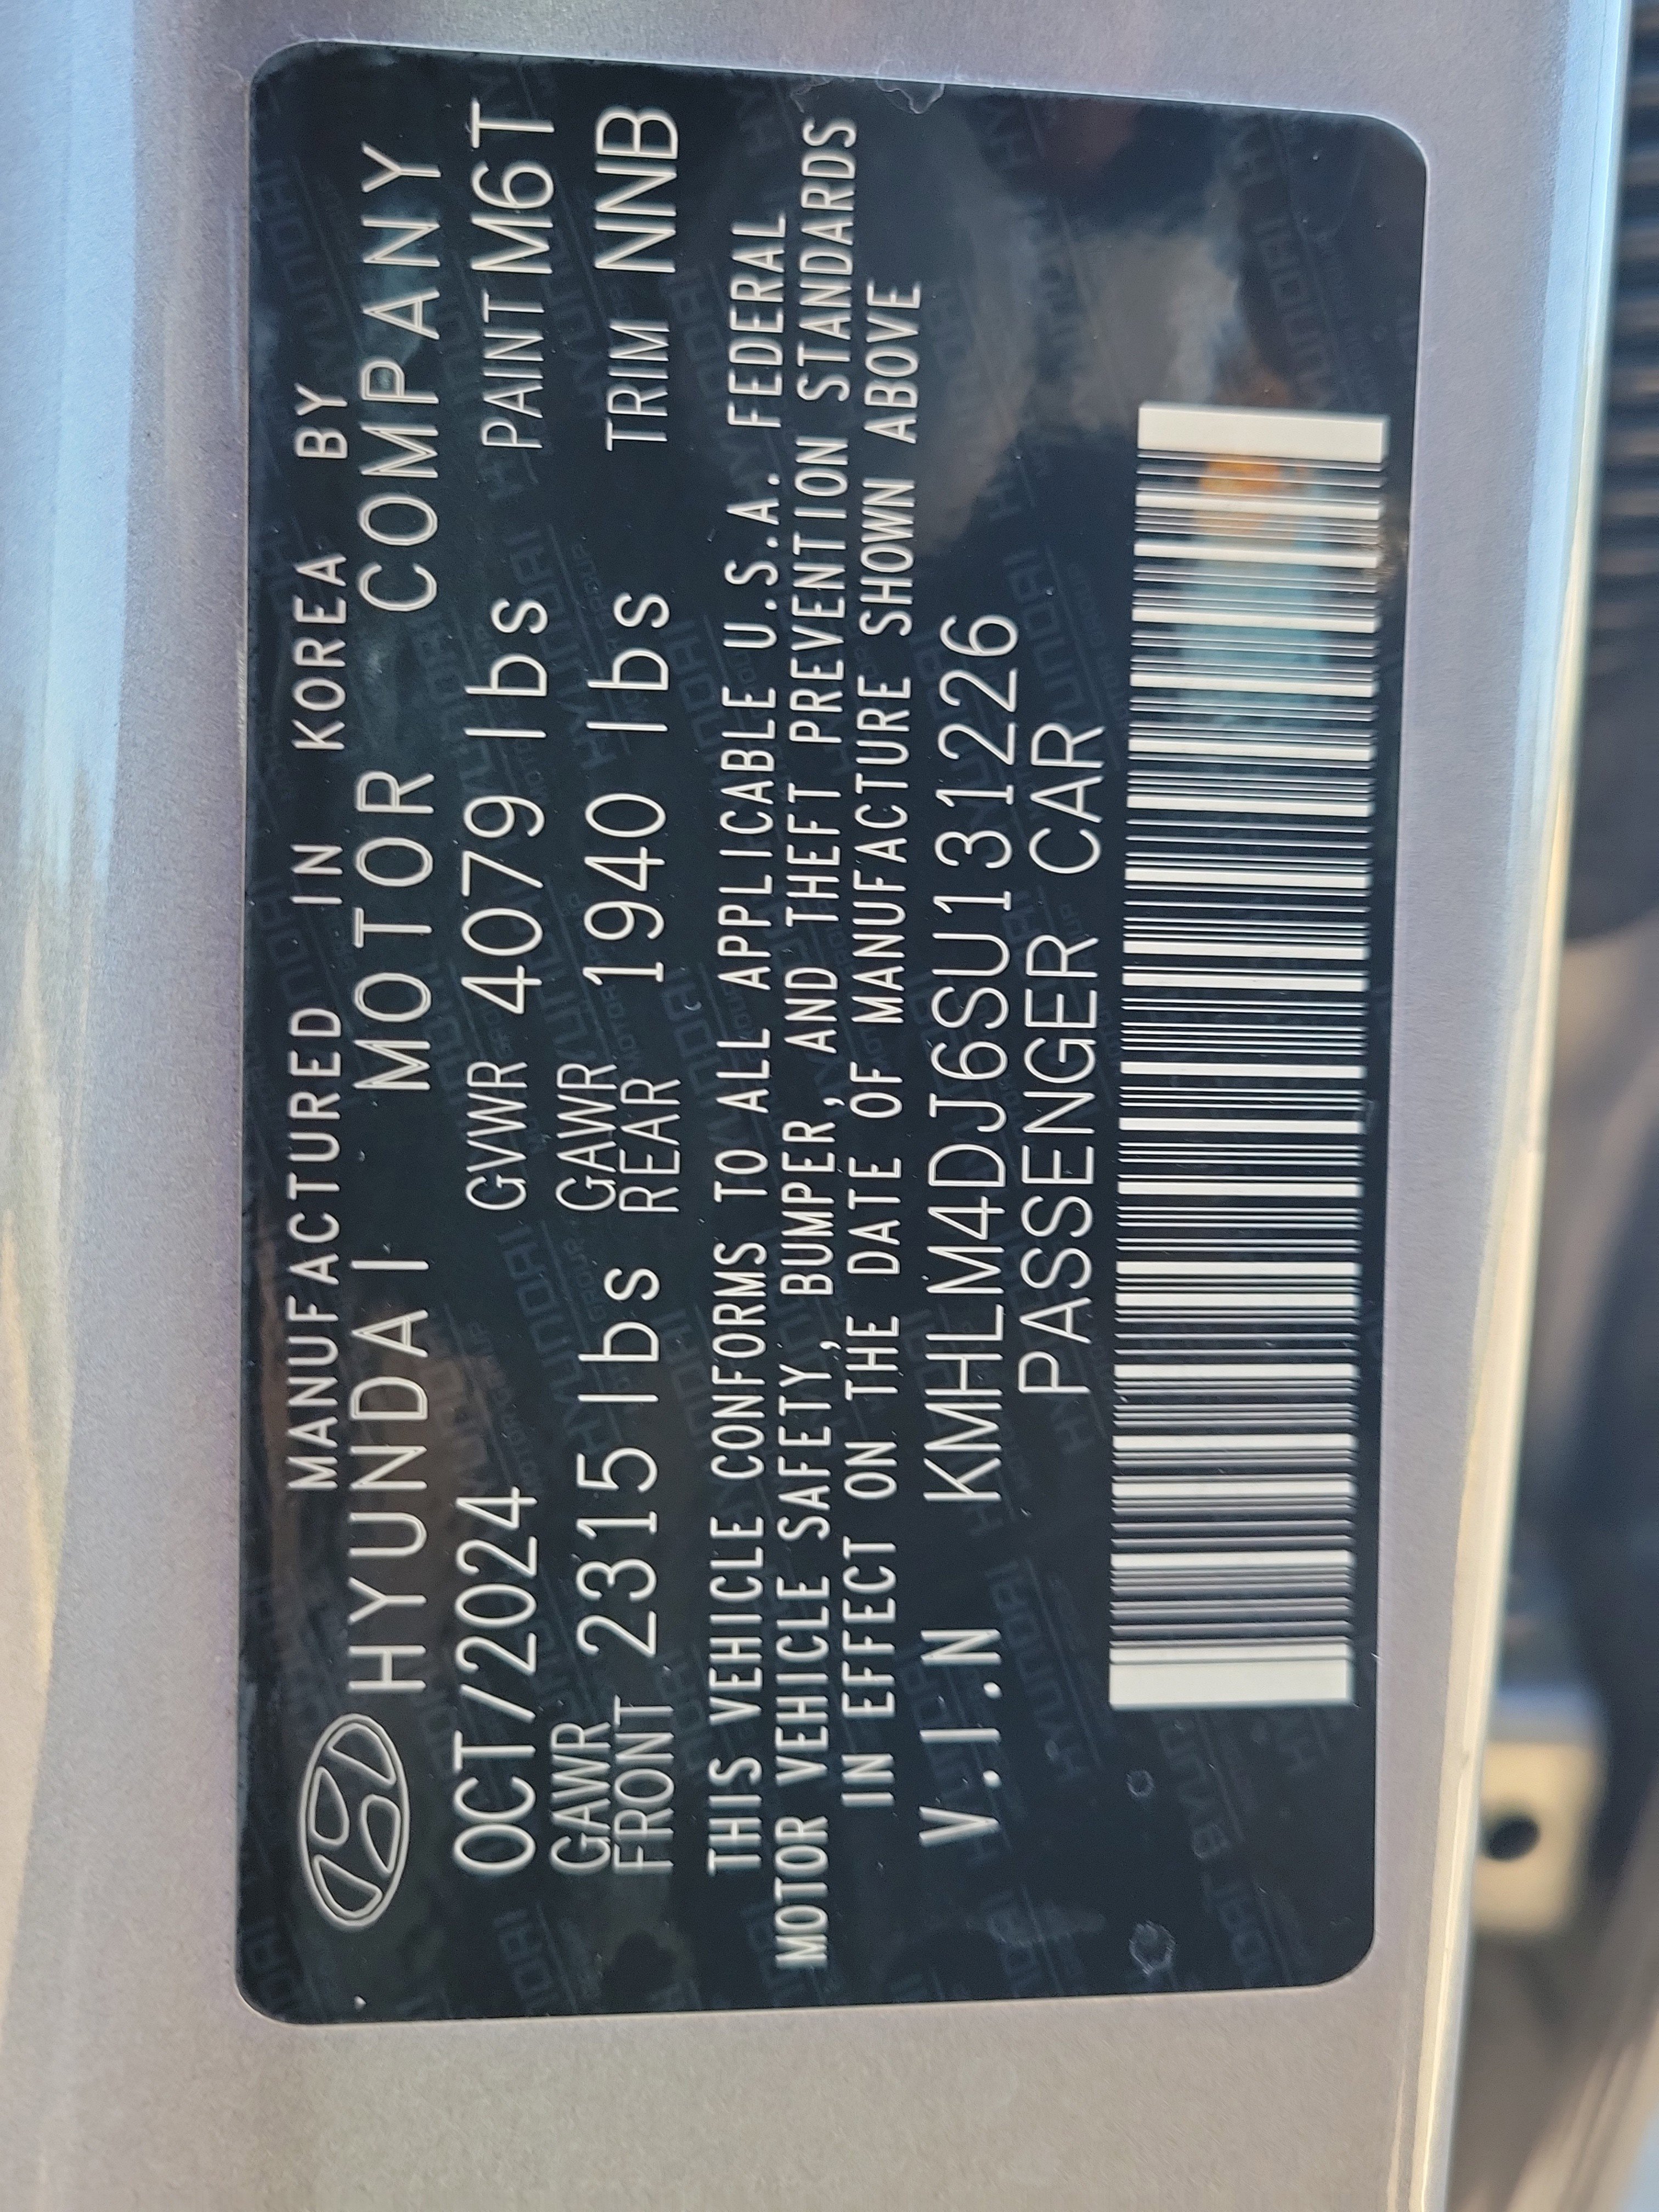 MANUFACTURED IN KOREA BY
HYUNDAI MOTOR COMPANY
OCT/2024 GVWR 4079 lbs PAINT M6T
GAWR FRONT 2315 lbs GAWR REAR 1940 lbs TRIM NNB
THIS VEHICLE CONFORMS TO ALL APPLICABLE U.S.A. FEDERAL
MOTOR VEHICLE SAFETY, BUMPER, AND THEFT PREVENTION STANDARDS
IN EFFECT ON THE DATE OF MANUFACTURE SHOWN ABOVE
V.I.N KMHLM4DJ6SU131226
PASSENGER CAR